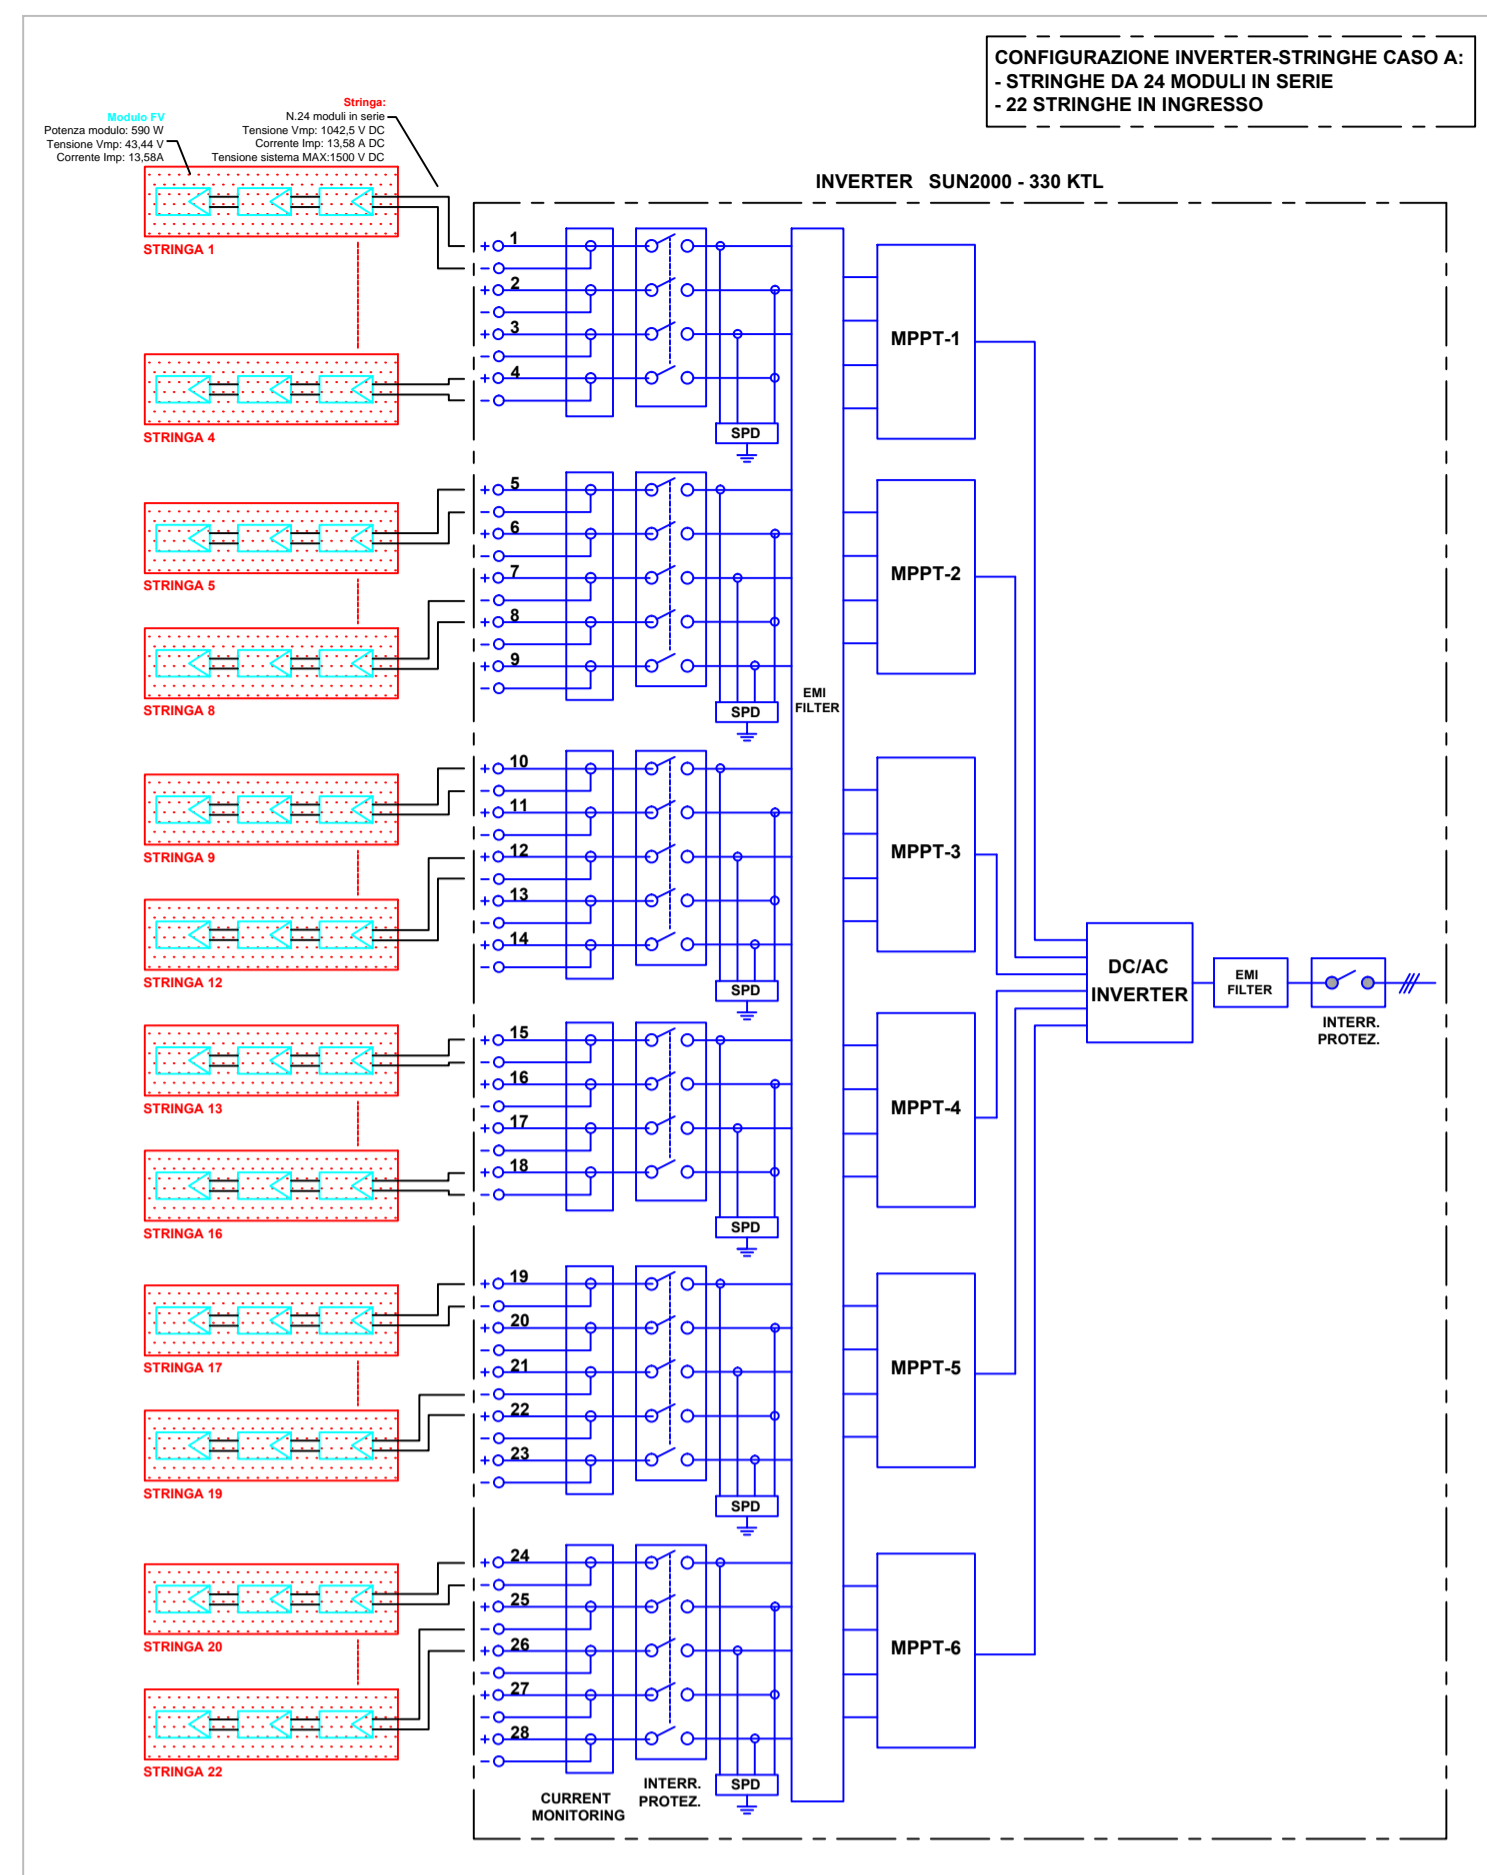 CONFIGURAZIONE INVERTER-STRINGHE CASO A:
- STRINGHE DA 24 MODULI IN SERIE
- 22 STRINGHE IN INGRESSO
Modulo FV
Potenza modulo: 590 W
Tensione Vmp: 43,44 V
Corrente Imp: 13,58A
Stringa:
N.24 moduli in serie
Tensione Vmp: 1042,5 V DC
Corrente Imp: 13,58 A DC
Tensione sistema MAX:1500 V DC
INVERTER SUN2000 - 330 KTL
STRINGA 1
STRINGA 4
STRINGA 5
STRINGA 8
STRINGA 9
STRINGA 12
STRINGA 13
STRINGA 16
STRINGA 17
STRINGA 19
STRINGA 20
STRINGA 22
+ 1
-
+ 2
-
+ 3
-
+ 4
-
SPD
+ 5
-
+ 6
-
+ 7
-
+ 8
-
+ 9
-
SPD
+ 10
-
+ 11
-
+ 12
-
+ 13
-
+ 14
-
SPD
+ 15
-
+ 16
-
+ 17
-
+ 18
-
SPD
+ 19
-
+ 20
-
+ 21
-
+ 22
-
+ 23
-
SPD
+ 24
-
+ 25
-
+ 26
-
+ 27
-
+ 28
-
SPD
CURRENT
MONITORING
INTERR.
PROTEZ.
EMI
FILTER
MPPT-1
MPPT-2
MPPT-3
MPPT-4
MPPT-5
MPPT-6
DC/AC
INVERTER
EMI
FILTER
INTERR.
PROTEZ.